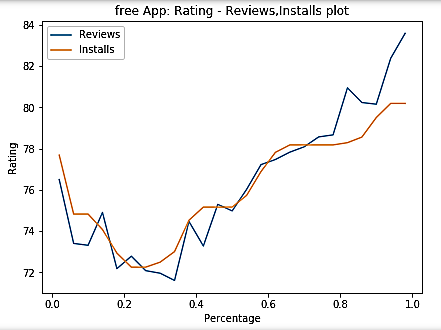 free App: Rating - Reviews,Installs plot
Reviews
Installs
84
82
80
78
76
74
72
Rating
0.0 0.2 0.4 0.6 0.8 1.0
Percentage